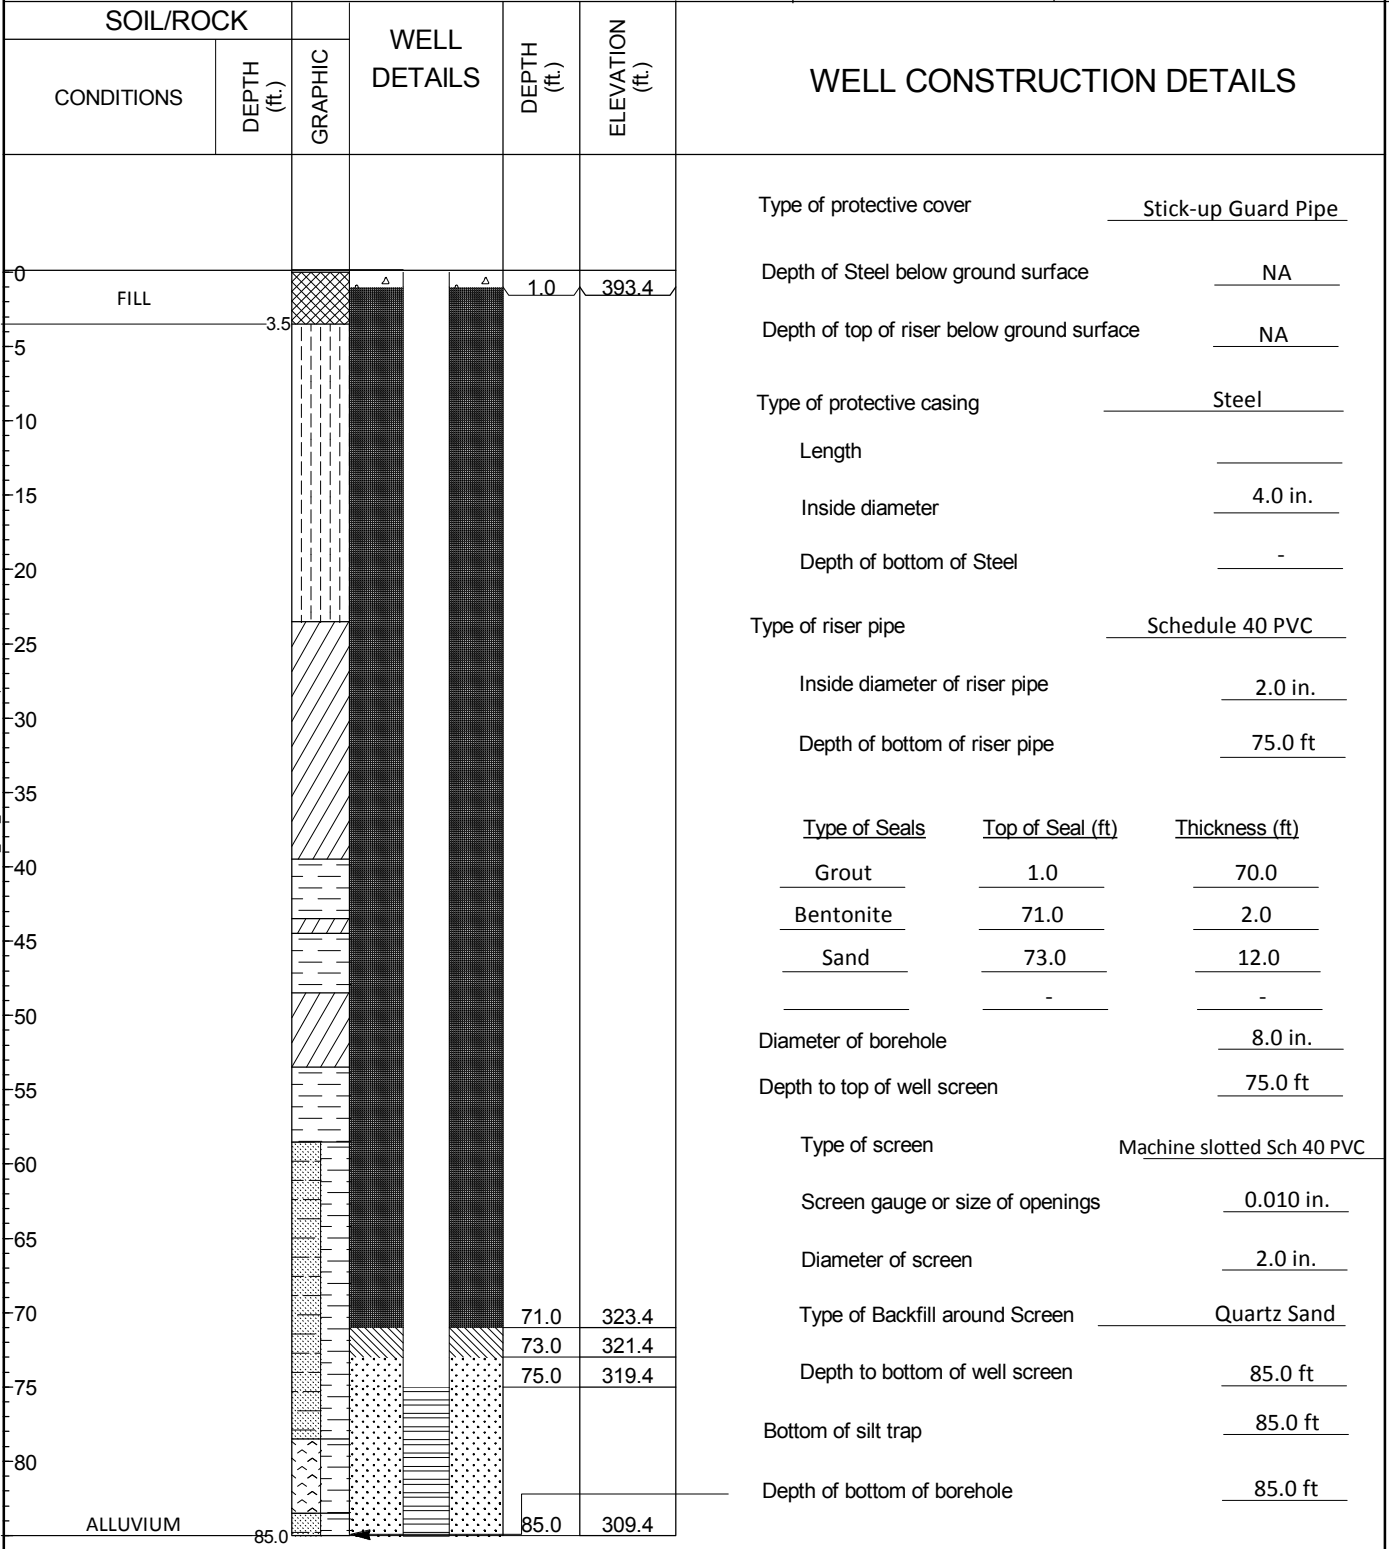 SOIL/ROCK
CONDITIONS
DEPTH (ft.)
GRAPHIC
WELL
DETAILS
DEPTH (ft.)
ELEVATION (ft.)
WELL CONSTRUCTION DETAILS
Type of protective cover Stick-up Guard Pipe
0
FILL
1.0 393.4
3.5
5
10
15
20
25
30
35
40
45
50
55
60
65
70
71.0 323.4
73.0 321.4
75
75.0 319.4
80
ALLUVIUM
85.0
85.0 309.4
Depth of Steel below ground surface NA
Depth of top of riser below ground surface NA
Type of protective casing Steel
Length
Inside diameter 4.0 in.
Depth of bottom of Steel -
Type of riser pipe Schedule 40 PVC
Inside diameter of riser pipe 2.0 in.
Depth of bottom of riser pipe 75.0 ft
Type of Seals Top of Seal (ft) Thickness (ft)
Grout 1.0 70.0
Bentonite 71.0 2.0
Sand 73.0 12.0
- -
Diameter of borehole 8.0 in.
Depth to top of well screen 75.0 ft
Type of screen Machine slotted Sch 40 PVC
Screen gauge or size of openings 0.010 in.
Diameter of screen 2.0 in.
Type of Backfill around Screen Quartz Sand
Depth to bottom of well screen 85.0 ft
Bottom of silt trap 85.0 ft
Depth of bottom of borehole 85.0 ft